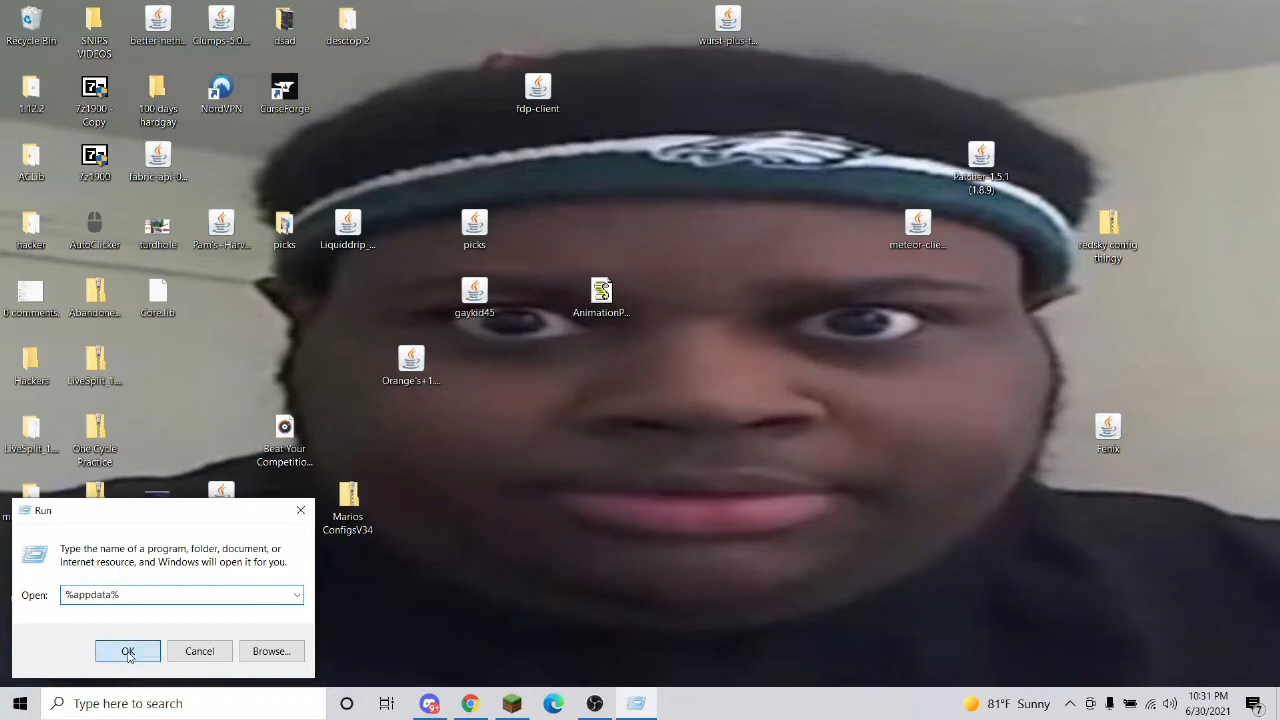 Recycle Bin
SNIPS
VIDEOS
better-neth...
Clumps-5.0....
dsad
desctop 2
wurst-plus-t...
1.12.2
7z1900 -
Copy
100 days
hardgay
NordVPN
CurseForge
fdp-client
ACLib
7z1900
fabric-api-0...
Patcher-1.5.1
(1.8.9)
hacker
AutoClicker
turdhole
Pam's+Harv...
picks
Liquiddrip_...
picks
meteor-clie...
redsky config
thingy
0 comments.
Abandone...
Core.lib
gaykid45
AnimationP...
Hackers
LiveSplit_1....
Orange's+1....
LiveSplit_1....
One Cycle
Practice
Beat Your
Competitio...
Fenix
Marios
ConfigsV34
Run
Type the name of a program, folder, document, or
Internet resource, and Windows will open it for you.
Open: %appdata%
OK Cancel Browse...
Type here to search
9+
81°F Sunny
10:31 PM
6/30/2021
7